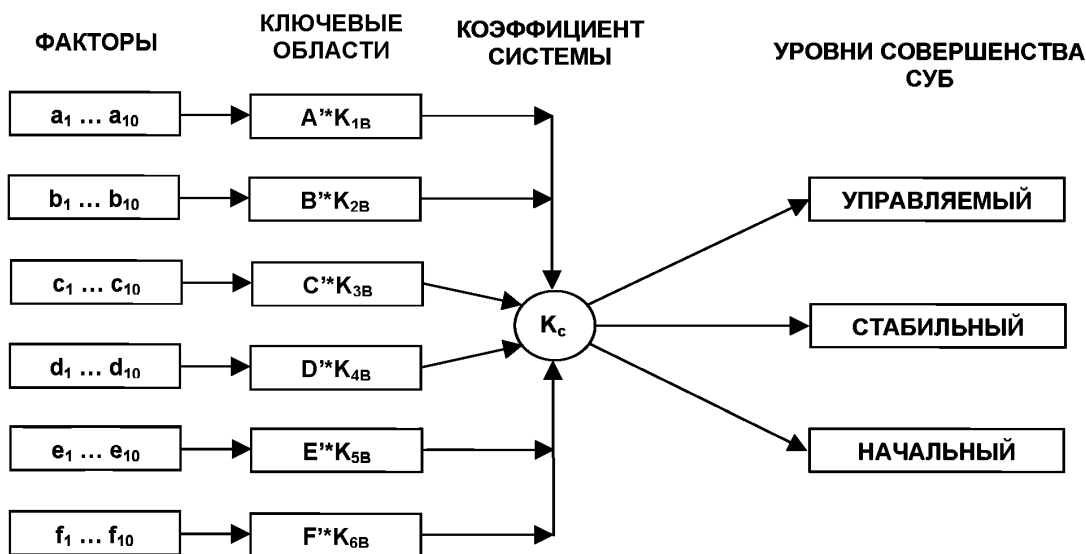 ФАКТОРЫ
КЛЮЧЕВЫЕ
ОБЛАСТИ
КОЭФФИЦИЕНТ
СИСТЕМЫ
УРОВНИ СОВЕРШЕНСТВА
СУБ
a₁ ... a₁₀
A'*K₁В
b₁ ... b₁₀
B'*K₂В
c₁ ... c₁₀
C'*K₃В
d₁ ... d₁₀
D'*K₄В
e₁ ... e₁₀
E'*K₅В
f₁ ... f₁₀
F'*K₆В
Kс
УПРАВЛЯЕМЫЙ
СТАБИЛЬНЫЙ
НАЧАЛЬНЫЙ